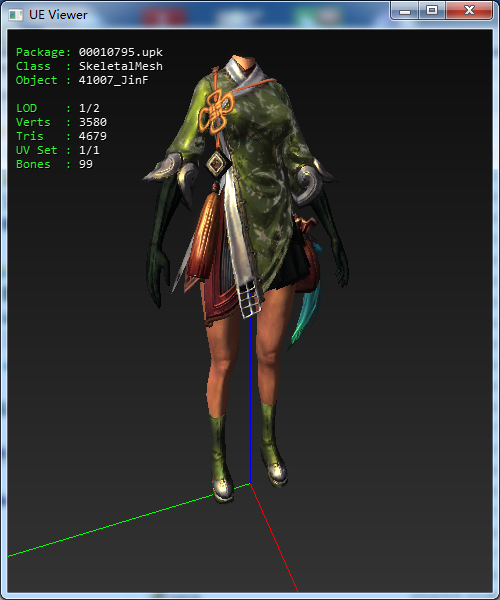 UE Viewer
Package: 00010795.upk
Class : SkeletalMesh
Object : 41007_JinF
LOD : 1/2
Verts : 3580
Tris : 4679
UV Set : 1/1
Bones : 99